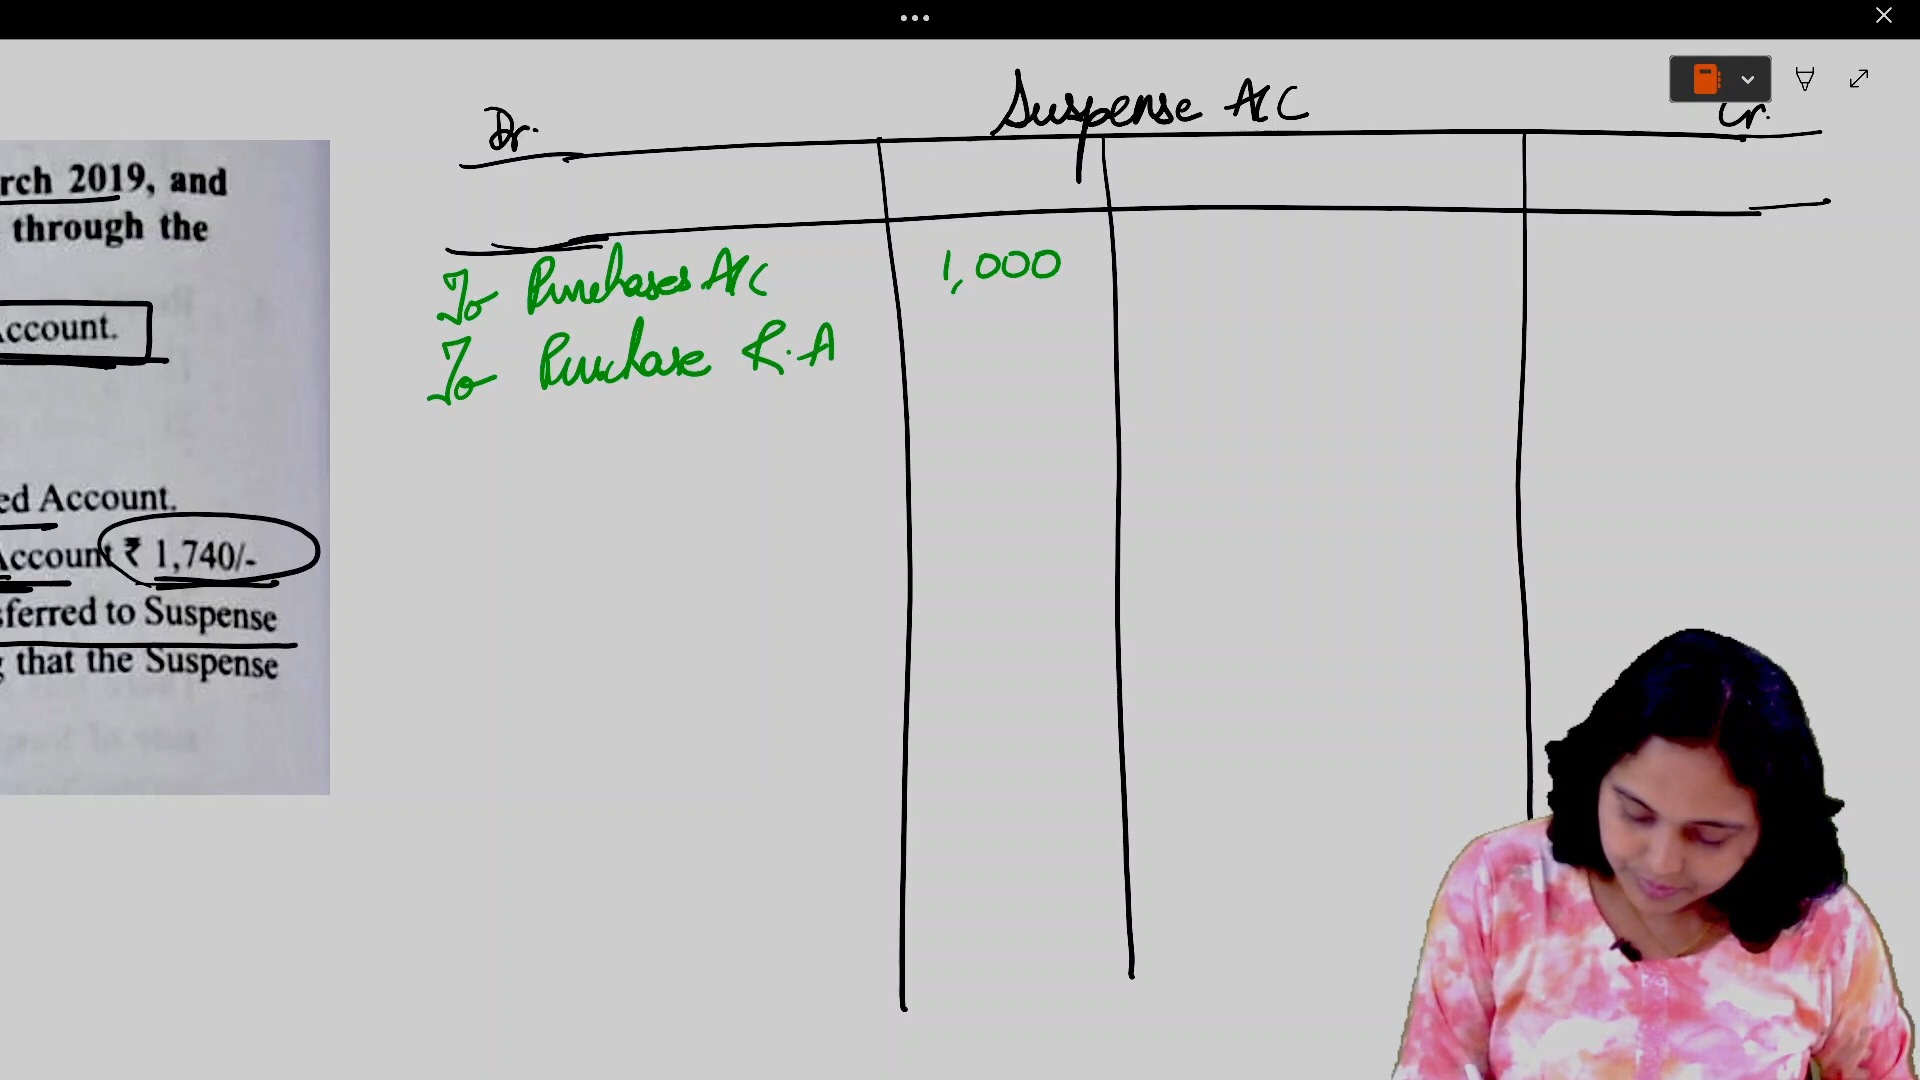 rch 2019, and
through the
ccount.
ed Account.
Account ₹ 1,740/-
sferred to Suspense
that the Suspense
Suspense A/C
Dr.
Cr.
To Purchases A/C 1,000
To Purchase R.A